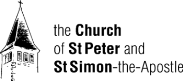 the Church
of St Peter and
St Simon-the-Apostle